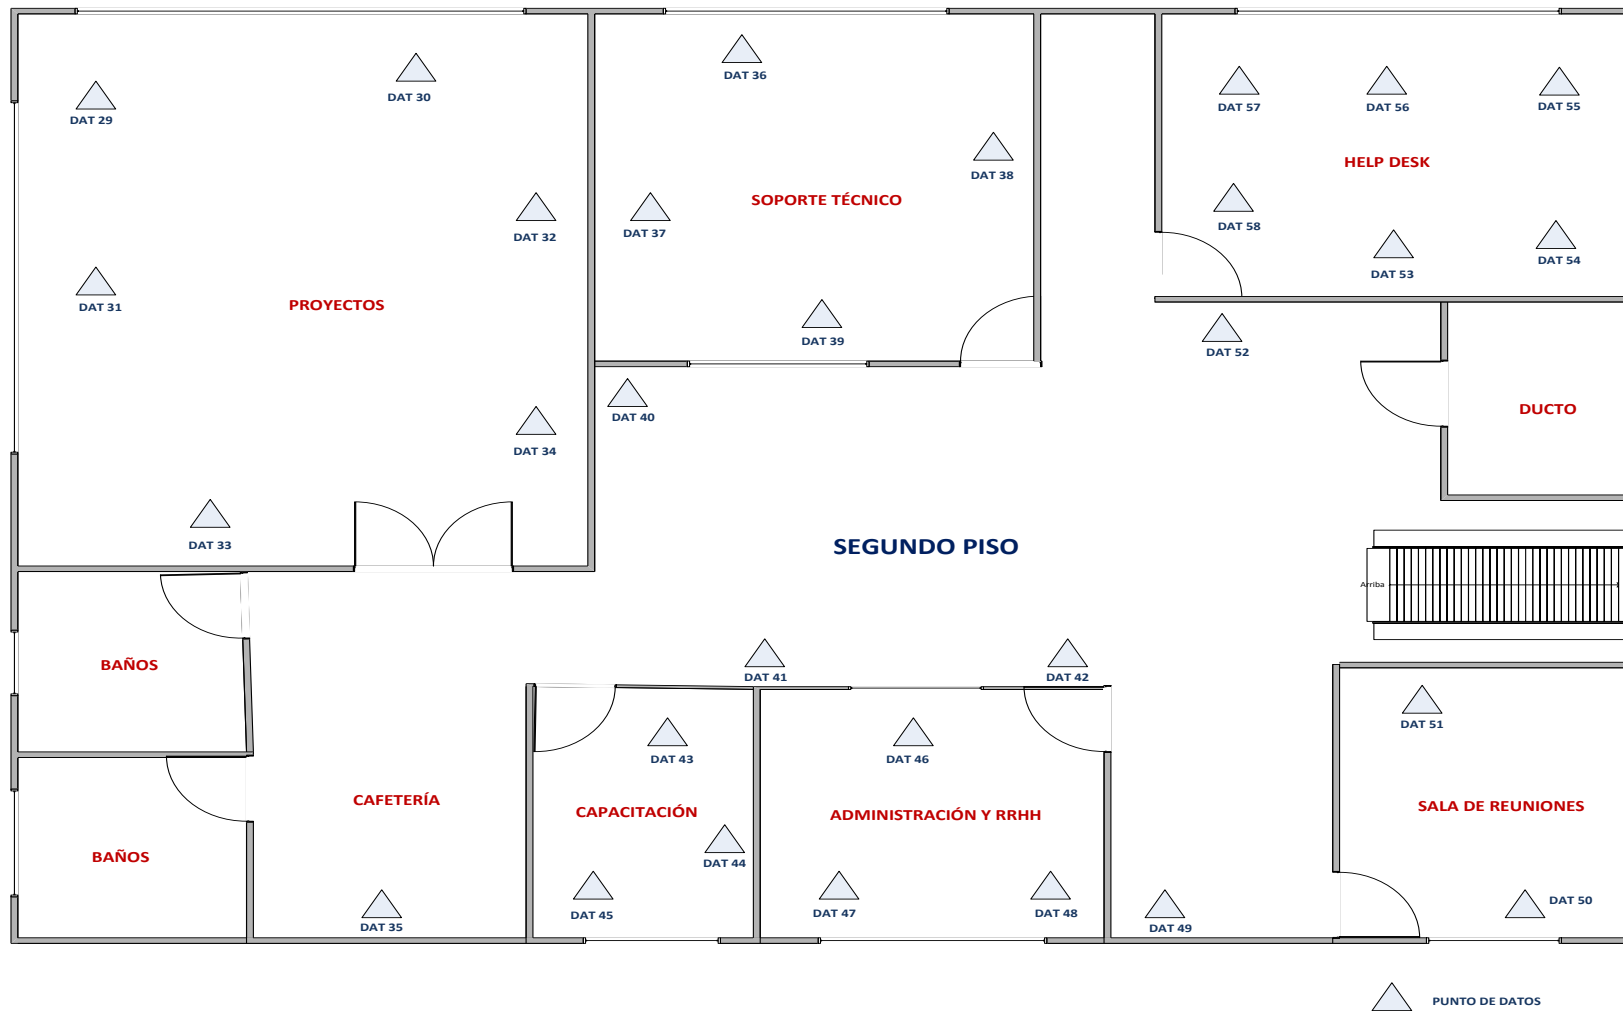 DAT 36
DAT 30
DAT 29
DAT 57
DAT 56
DAT 55
HELP DESK
DAT 38
SOPORTE TÉCNICO
DAT 32
DAT 37
DAT 58
DAT 53
DAT 54
DAT 31
PROYECTOS
DAT 39
DAT 52
DAT 40
DUCTO
DAT 34
DAT 33
SEGUNDO PISO
Arriba
BAÑOS
DAT 41
DAT 42
DAT 51
DAT 43
DAT 46
CAFETERÍA
CAPACITACIÓN
ADMINISTRACIÓN Y RRHH
SALA DE REUNIONES
BAÑOS
DAT 44
DAT 45
DAT 47
DAT 48
DAT 50
DAT 35
DAT 49
PUNTO DE DATOS